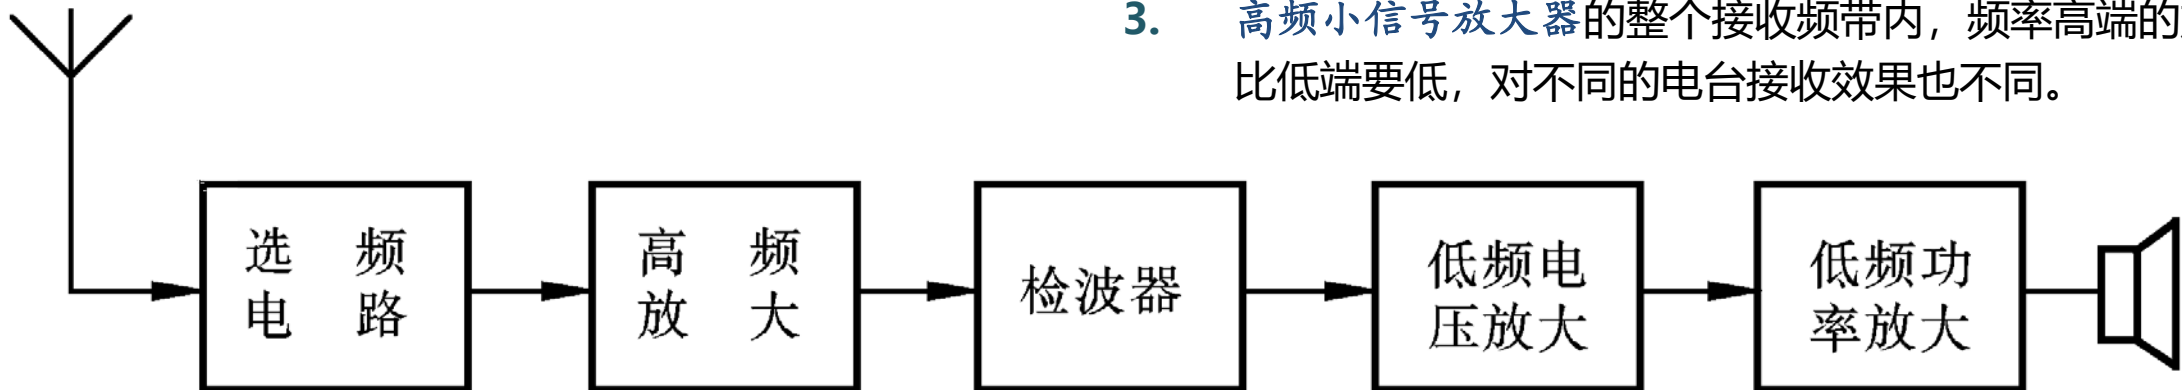 3. 高频小信号放大器的整个接收频带内，频率高端的
比低端要低，对不同的电台接收效果也不同。
选 频
电 路
高 频
放 大
检波器
低频电
压放大
低频功
率放大